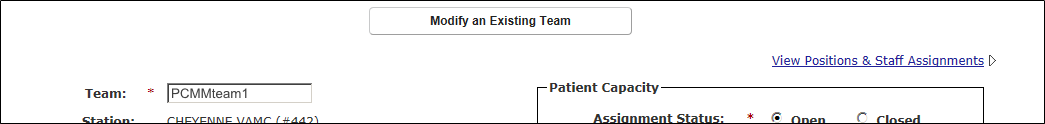 Modify an Existing Team
View Positions & Staff Assignments
Team: * PCMMteam1
Patient Capacity
Station: CHEYENNE VAMC (#442)
Assignment Status: * Open Closed